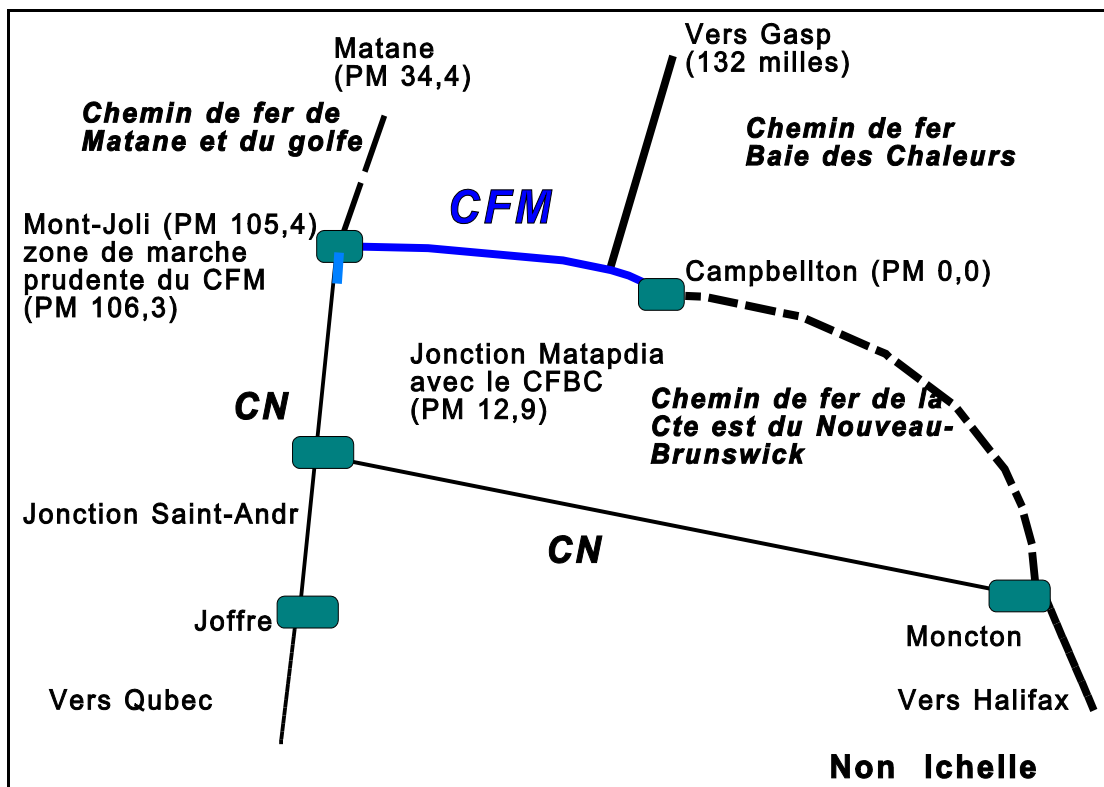 Matane
(PM 34,4)
Vers Gasp
(132 milles)
Chemin de fer de
Matane et du golfe
Chemin de fer
Baie des Chaleurs
CFM
Mont-Joli (PM 105,4)
zone de marche
prudente du CFM
(PM 106,3)
Campbellton (PM 0,0)
Jonction Matapdia
avec le CFBC
(PM 12,9)
CN
Chemin de fer de la
Cte est du Nouveau-
Brunswick
Jonction Saint-Andr
CN
Joffre
Moncton
Vers Qubec
Vers Halifax
Non Ichelle